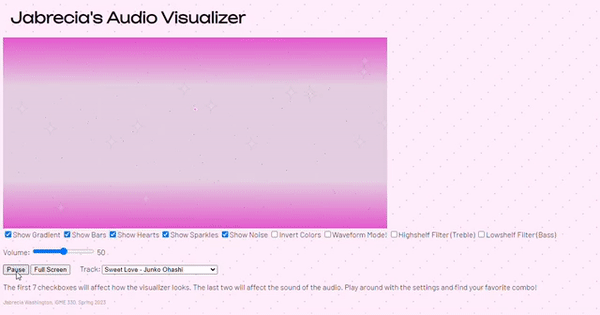 Jabrecia's Audio Visualizer
Show Gradient Show Bars Show Hearts Show Sparkles Show Noise Invert Colors Waveform Mode! Highshelf Filter(Treble) Lowshelf Filter(Bass)
Volume: 50
Pause Full Screen Track: Sweet Love - Junko Ohashi
The first 7 checkboxes will affect how the visualizer looks. The last two will affect the sound of the audio. Play around with the settings and find your favorite combo!
Jabrecia Washington, IGME 330, Spring 2023